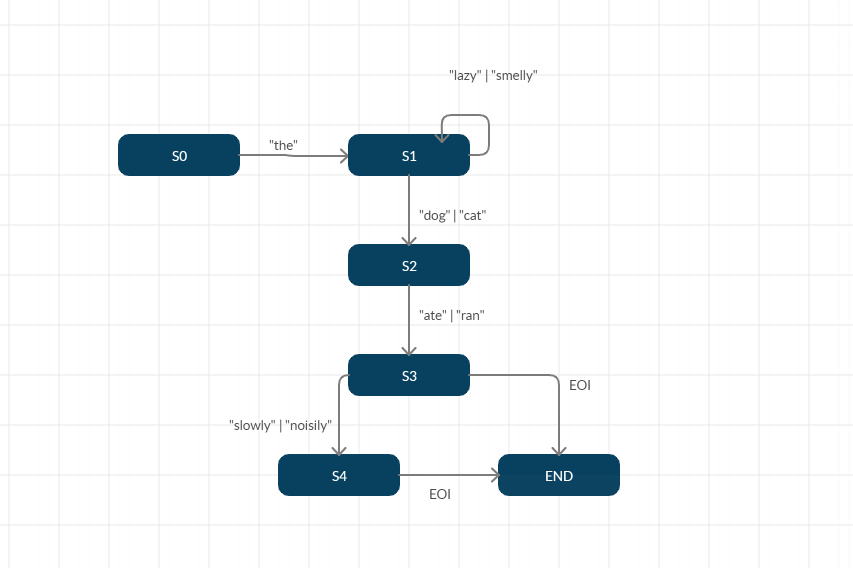 "lazy" | "smelly"
"the"
S0
S1
"dog" | "cat"
S2
"ate" | "ran"
S3
EOI
"slowly" | "noisily"
S4
END
EOI